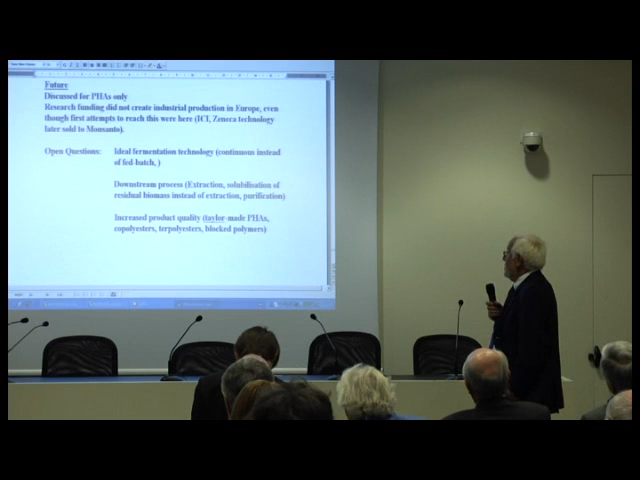 Future
Discussed for PHAs only
Research funding did not create industrial production in Europe, even
though first attempts to reach this were here (ICI, Zeneca technology
later sold to Monsanto).
Open Questions: Ideal fermentation technology (continuous instead
of fed-batch, )
Downstream process (Extraction, solubilisation of
residual biomass instead of extraction, purification)
Increased product quality (taylor-made PHAs,
copolyesters, terpolyesters, blocked polymers)